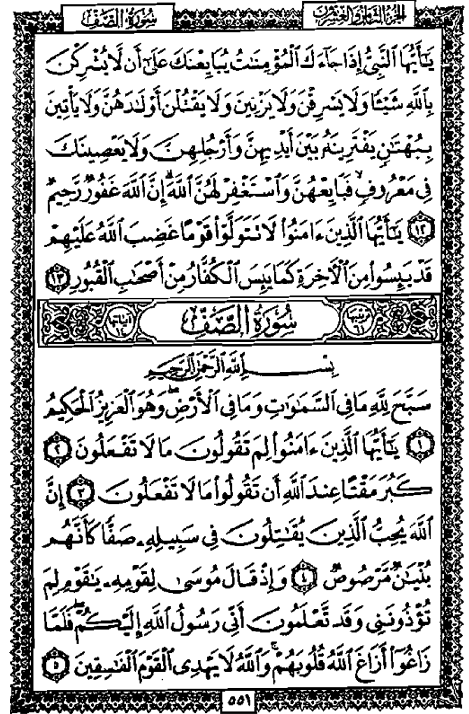 سُورَةُ الصَّفِّ الجزء الثامن والعشرون
يَٰٓأَيُّهَا ٱلنَّبِيُّ إِذَا جَآءَكَ ٱلْمُؤْمِنَٰتُ يُبَايِعْنَكَ عَلَىٰٓ أَن لَّا يُشْرِكْنَ
بِٱللَّهِ شَيْـًٔا وَلَا يَسْرِقْنَ وَلَا يَزْنِينَ وَلَا يَقْتُلْنَ أَوْلَٰدَهُنَّ وَلَا يَأْتِينَ
بِبُهْتَٰنٍ يَفْتَرِينَهُۥ بَيْنَ أَيْدِيهِنَّ وَأَرْجُلِهِنَّ وَلَا يَعْصِينَكَ
فِى مَعْرُوفٍ فَبَايِعْهُنَّ وَٱسْتَغْفِرْ لَهُنَّ ٱللَّهَ إِنَّ ٱللَّهَ غَفُورٌ رَّحِيمٌ
١٢ يَٰٓأَيُّهَا ٱلَّذِينَ ءَامَنُوا۟ لَا تَتَوَلَّوْا۟ قَوْمًا غَضِبَ ٱللَّهُ عَلَيْهِمْ
قَدْ يَئِسُوا۟ مِنَ ٱلْءَاخِرَةِ كَمَا يَئِسَ ٱلْكُفَّارُ مِنْ أَصْحَٰبِ ٱلْقُبُورِ ١٣
سُورَةُ الصَّفِّ
بِسْمِ ٱللَّهِ ٱلرَّحْمَٰنِ ٱلرَّحِيمِ
سَبَّحَ لِلَّهِ مَا فِى ٱلسَّمَٰوَٰتِ وَمَا فِى ٱلْأَرْضِ وَهُوَ ٱلْعَزِيزُ ٱلْحَكِيمُ
١ يَٰٓأَيُّهَا ٱلَّذِينَ ءَامَنُوا۟ لِمَ تَقُولُونَ مَا لَا تَفْعَلُونَ ٢
كَبُرَ مَقْتًا عِندَ ٱللَّهِ أَن تَقُولُوا۟ مَا لَا تَفْعَلُونَ ٣ إِنَّ
ٱللَّهَ يُحِبُّ ٱلَّذِينَ يُقَٰتِلُونَ فِى سَبِيلِهِۦ صَفًّا كَأَنَّهُم
بُنْيَٰنٌ مَّرْصُوصٌ ٤ وَإِذْ قَالَ مُوسَىٰ لِقَوْمِهِۦ يَٰقَوْمِ لِمَ
تُؤْذُونَنِى وَقَد تَّعْلَمُونَ أَنِّى رَسُولُ ٱللَّهِ إِلَيْكُمْ فَلَمَّا
زَاغُوٓا۟ أَزَاغَ ٱللَّهُ قُلُوبَهُمْ وَٱللَّهُ لَا يَهْدِى ٱلْقَوْمَ ٱلْفَٰسِقِينَ ٥
٥٥١